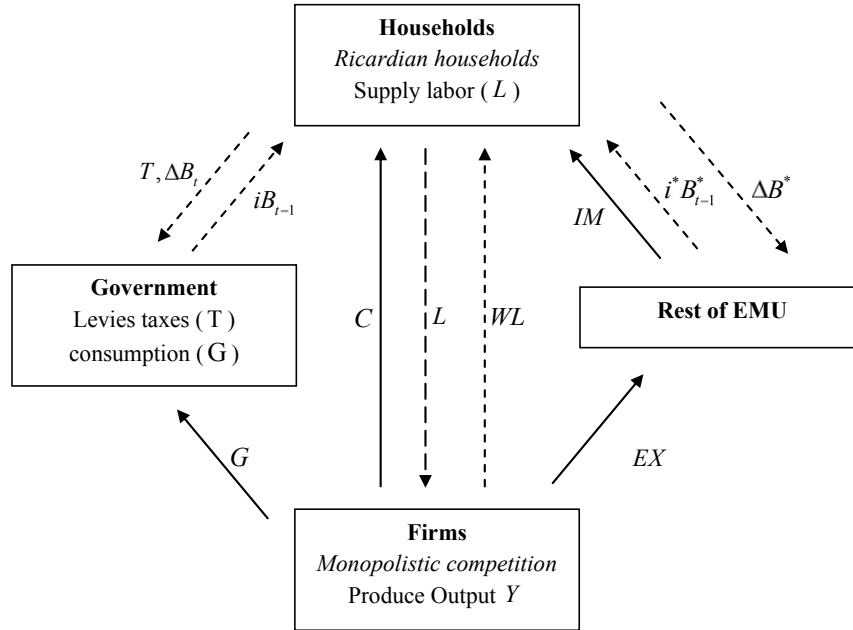 Households
Ricardian households
Supply labor ( L )
T , ΔB_t
iB_{t−1}
i^*B^*_{t−1}
ΔB^*
IM
Government
Levies taxes ( T )
consumption ( G )
C
L
WL
Rest of EMU
G
EX
Firms
Monopolistic competition
Produce Output Y